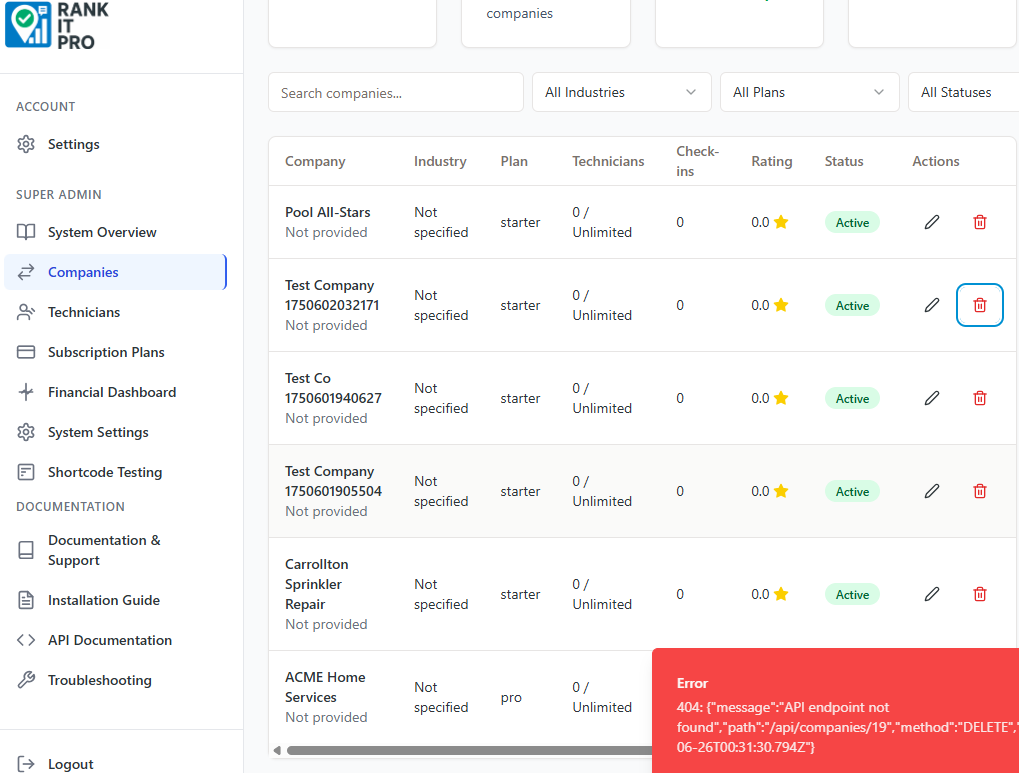 RANK
IT
PRO
ACCOUNT
Settings
SUPER ADMIN
System Overview
Companies
Technicians
Subscription Plans
Financial Dashboard
System Settings
Shortcode Testing
DOCUMENTATION
Documentation &
Support
Installation Guide
API Documentation
Troubleshooting
Logout
companies
Search companies...
All Industries
All Plans
All Statuses
Company Industry Plan Technicians Check-
ins Rating Status Actions
Pool All-Stars
Not provided
Not
specified
starter
0 /
Unlimited
0
0.0
Active
Test Company
1750602032171
Not provided
Not
specified
starter
0 /
Unlimited
0
0.0
Active
Test Co
1750601940627
Not provided
Not
specified
starter
0 /
Unlimited
0
0.0
Active
Test Company
1750601905504
Not provided
Not
specified
starter
0 /
Unlimited
0
0.0
Active
Carrollton
Sprinkler
Repair
Not provided
Not
specified
starter
0 /
Unlimited
0
0.0
Active
ACME Home
Services
Not provided
Not
specified
pro
0 /
Unlimited
Error
404: {"message":"API endpoint not
found","path":"/api/companies/19","method":"DELETE","
06-26T00:31:30.794Z"}